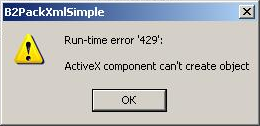 B2PackXmlSimple
Run-time error '429':
ActiveX component can't create object
OK